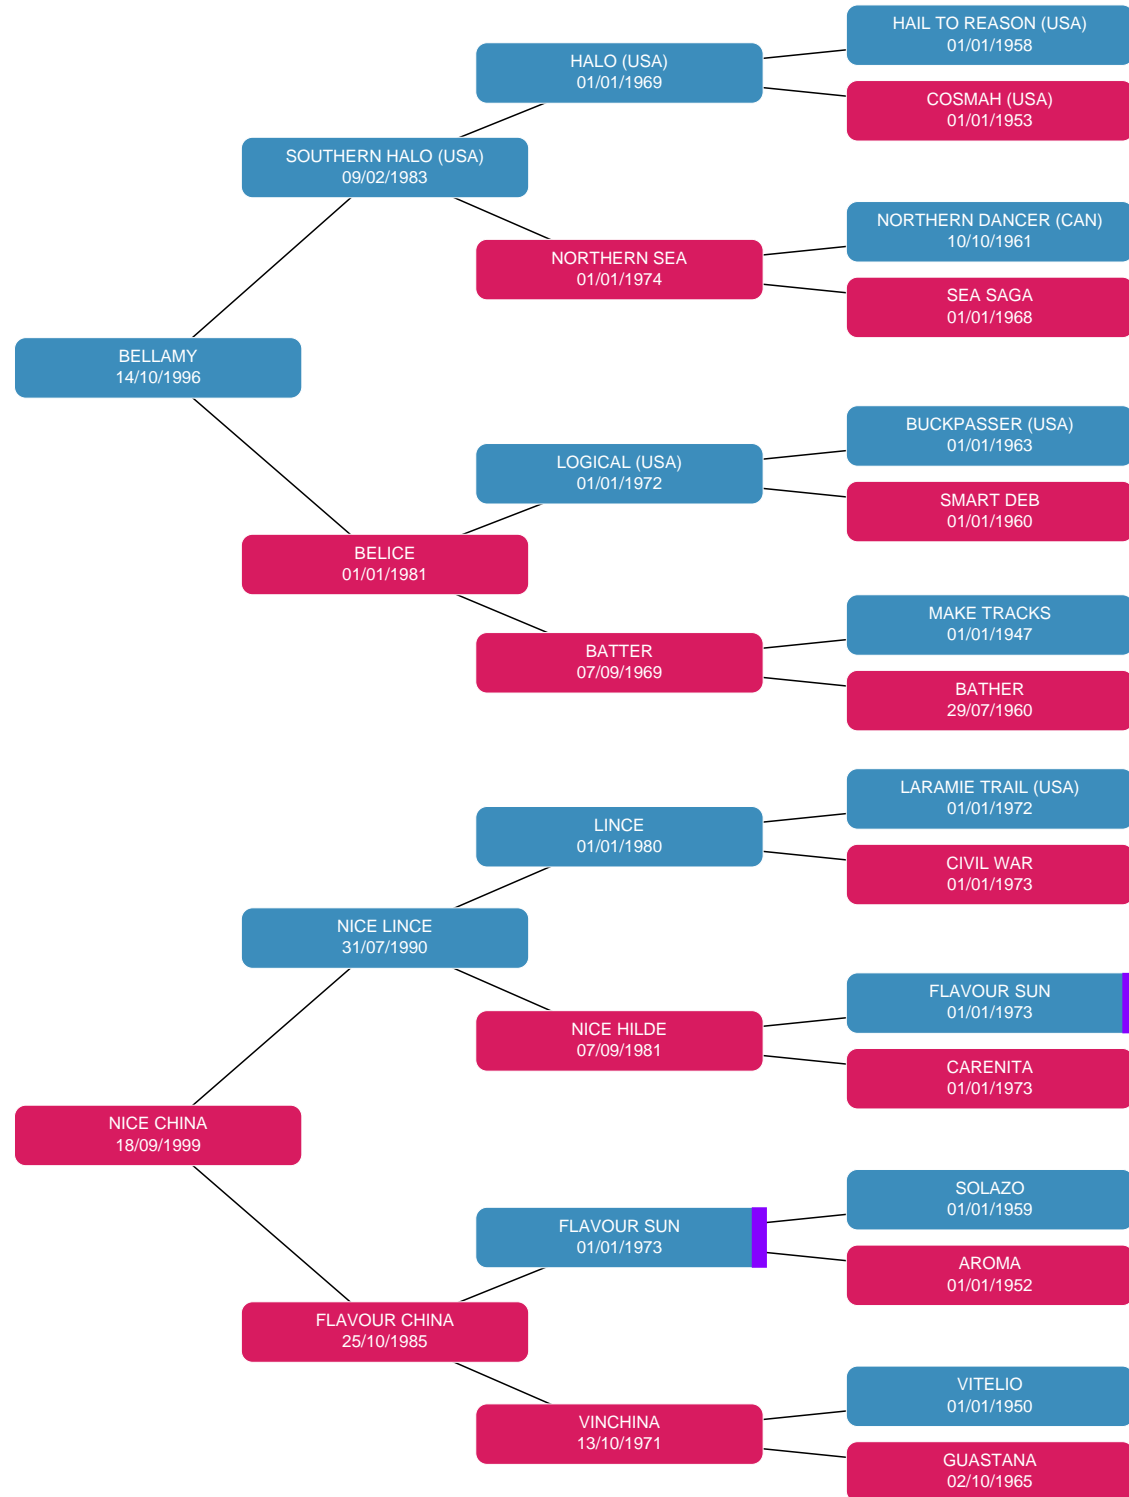 HAIL TO REASON (USA)
01/01/1958
HALO (USA)
01/01/1969
COSMAH (USA)
01/01/1953
SOUTHERN HALO (USA)
09/02/1983
NORTHERN DANCER (CAN)
10/10/1961
NORTHERN SEA
01/01/1974
SEA SAGA
01/01/1968
BELLAMY
14/10/1996
BUCKPASSER (USA)
01/01/1963
LOGICAL (USA)
01/01/1972
SMART DEB
01/01/1960
BELICE
01/01/1981
MAKE TRACKS
01/01/1947
BATTER
07/09/1969
BATHER
29/07/1960
LARAMIE TRAIL (USA)
01/01/1972
LINCE
01/01/1980
CIVIL WAR
01/01/1973
NICE LINCE
31/07/1990
FLAVOUR SUN
01/01/1973
NICE HILDE
07/09/1981
CARENITA
01/01/1973
NICE CHINA
18/09/1999
SOLAZO
01/01/1959
FLAVOUR SUN
01/01/1973
AROMA
01/01/1952
FLAVOUR CHINA
25/10/1985
VITELIO
01/01/1950
VINCHINA
13/10/1971
GUASTANA
02/10/1965